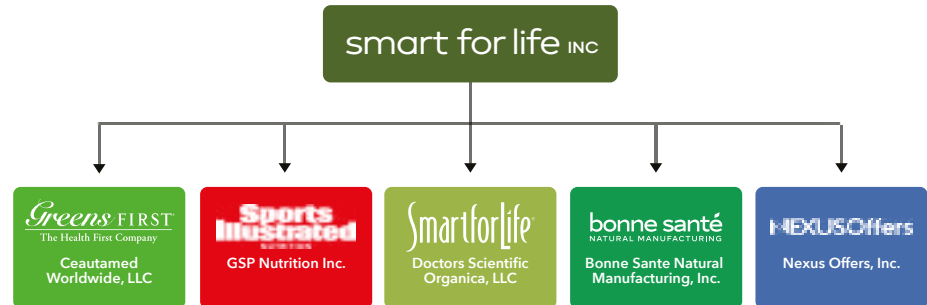 smart for life INC
Greens FIRST
The Health First Company
Ceautamed
Worldwide, LLC
Sports
Illustrated
NUTRITION
GSP Nutrition Inc.
SmartforLife
Doctors Scientific
Organica, LLC
bonne santé
NATURAL MANUFACTURING
Bonne Sante Natural
Manufacturing, Inc.
NEXUSOffers
Nexus Offers, Inc.